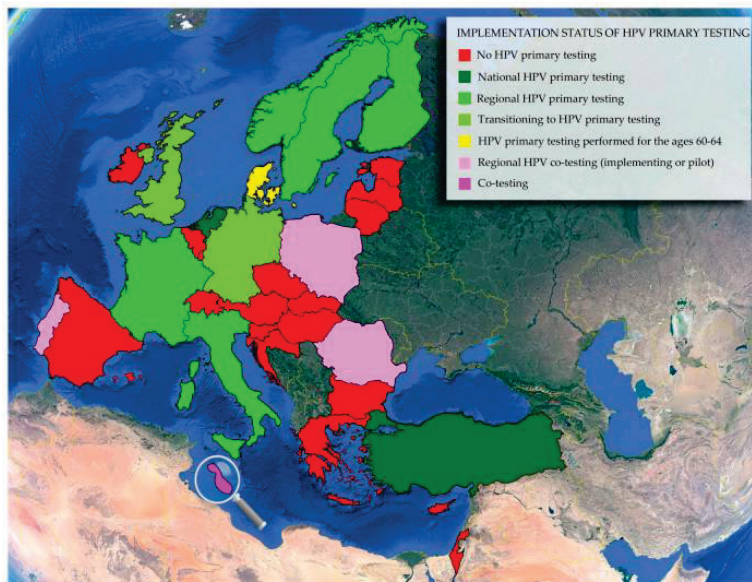 IMPLEMENTATION STATUS OF HPV PRIMARY TESTING
No HPV primary testing
National HPV primary testing
Regional HPV primary testing
Transitioning to HPV primary testing
HPV primary testing performed for the ages 60-64
Regional HPV co-testing (implementing or pilot)
Co-testing